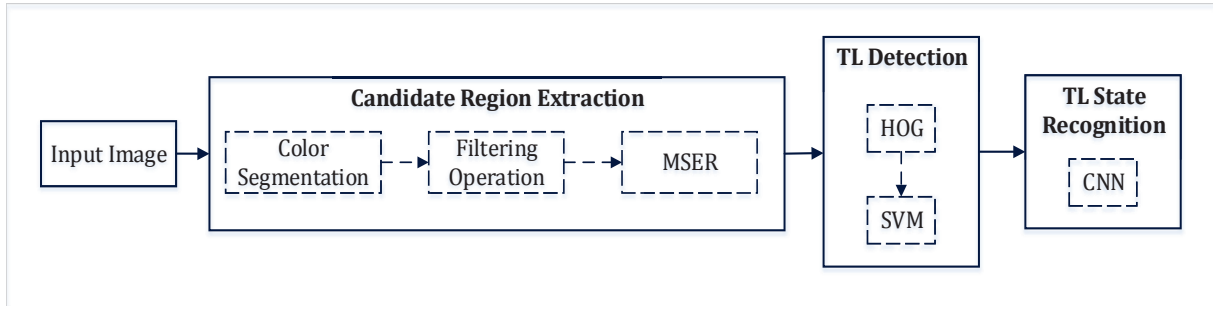 Input Image
Candidate Region Extraction
Color
Segmentation
Filtering
Operation
MSER
TL Detection
HOG
SVM
TL State
Recognition
CNN